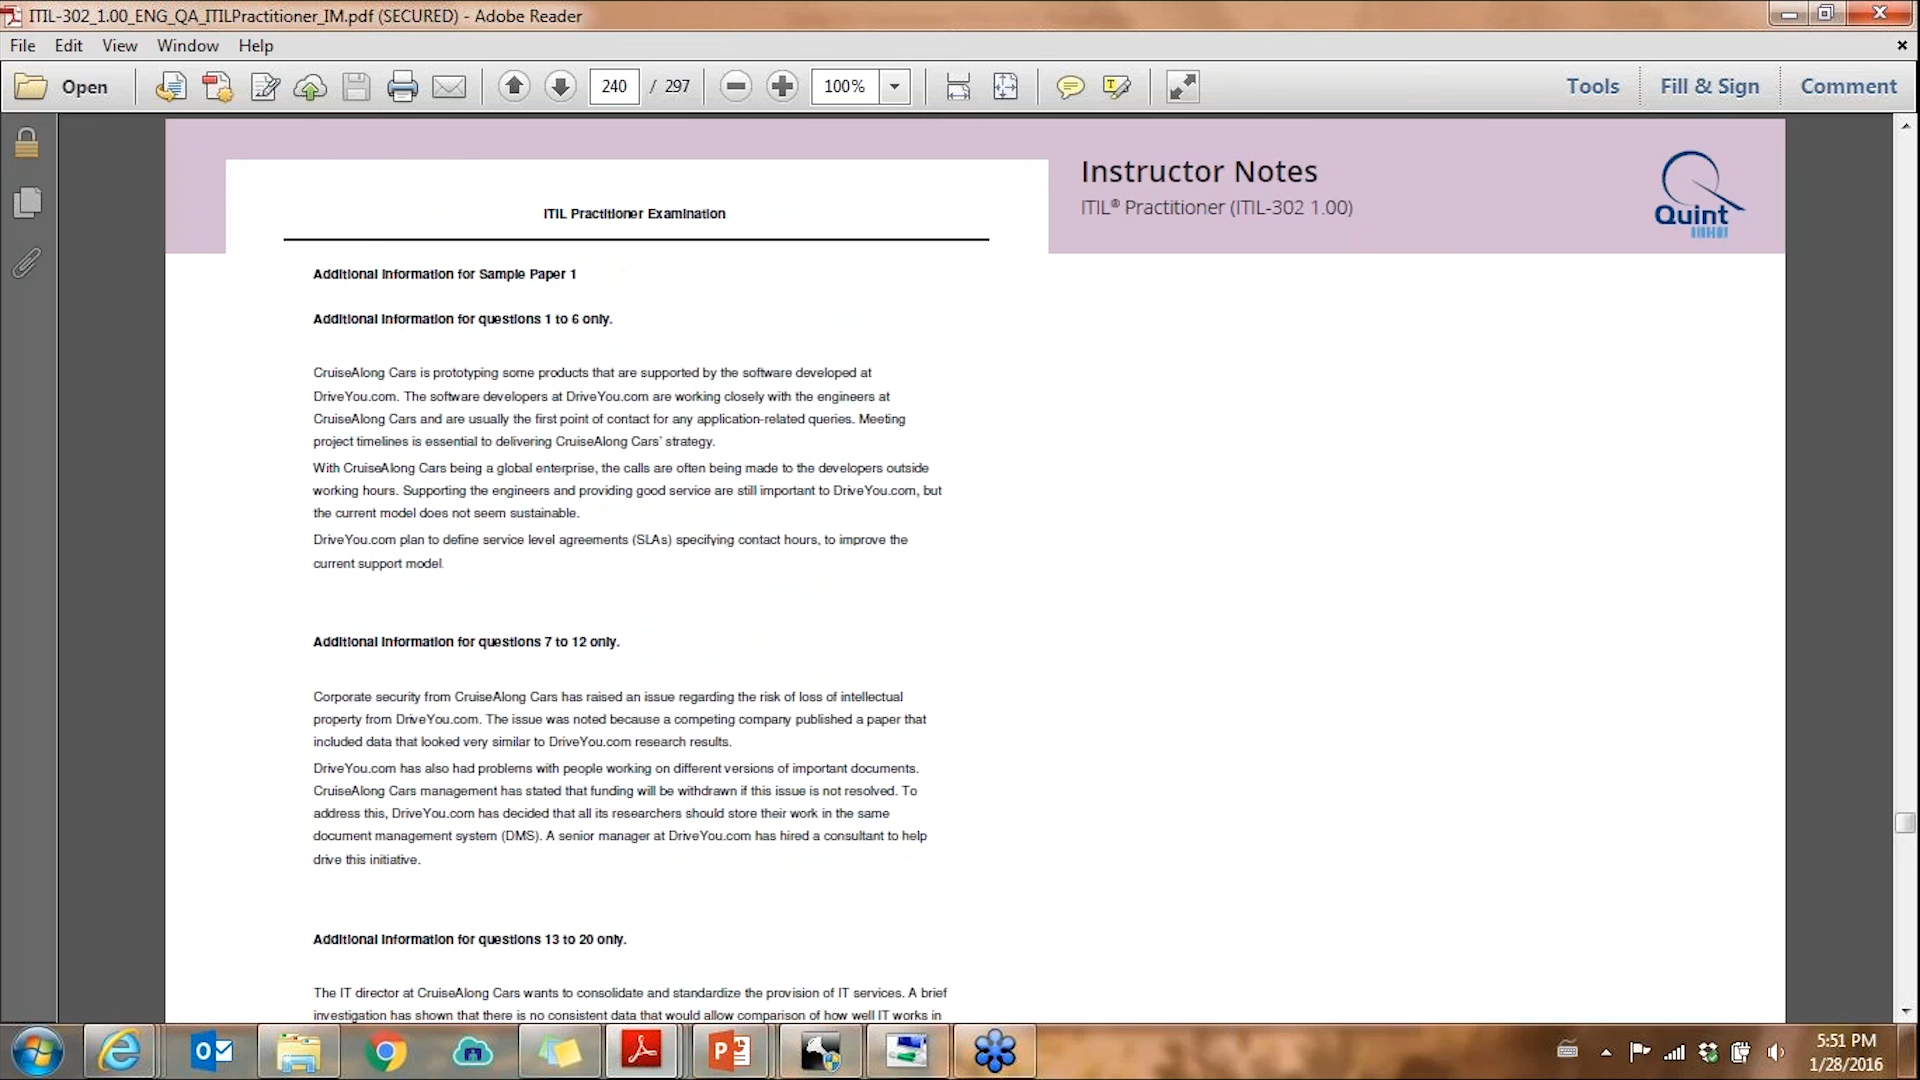 ITIL-302_1.00_ENG_QA_ITILPractitioner_IM.pdf (SECURED) - Adobe Reader
File Edit View Window Help
Open 240 / 297 100% Tools Fill & Sign Comment
Instructor Notes
ITIL® Practitioner (ITIL-302 1.00)
Quint
ITIL Practitioner Examination
Additional Information for Sample Paper 1
Additional Information for questions 1 to 6 only.
CruiseAlong Cars is prototyping some products that are supported by the software developed at
DriveYou.com. The software developers at DriveYou.com are working closely with the engineers at
CruiseAlong Cars and are usually the first point of contact for any application-related queries. Meeting
project timelines is essential to delivering CruiseAlong Cars' strategy.
With CruiseAlong Cars being a global enterprise, the calls are often being made to the developers outside
working hours. Supporting the engineers and providing good service are still important to DriveYou.com, but
the current model does not seem sustainable.
DriveYou.com plan to define service level agreements (SLAs) specifying contact hours, to improve the
current support model.
Additional Information for questions 7 to 12 only.
Corporate security from CruiseAlong Cars has raised an issue regarding the risk of loss of intellectual
property from DriveYou.com. The issue was noted because a competing company published a paper that
included data that looked very similar to DriveYou.com research results.
DriveYou.com has also had problems with people working on different versions of important documents.
CruiseAlong Cars management has stated that funding will be withdrawn if this issue is not resolved. To
address this, DriveYou.com has decided that all its researchers should store their work in the same
document management system (DMS). A senior manager at DriveYou.com has hired a consultant to help
drive this initiative.
Additional Information for questions 13 to 20 only.
The IT director at CruiseAlong Cars wants to consolidate and standardize the provision of IT services. A brief
investigation has shown that there is no consistent data that would allow comparison of how well IT works in
5:51 PM
1/28/2016